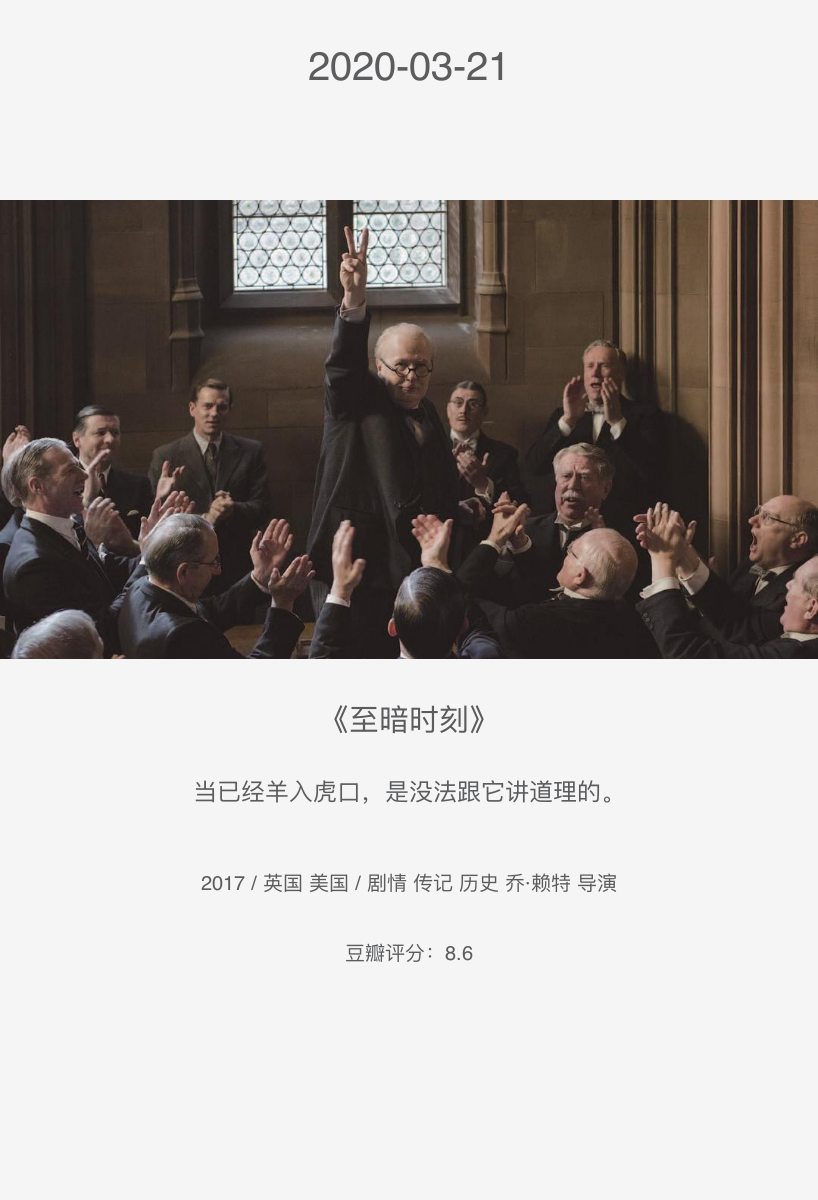 2020-03-21
《至暗时刻》
当已经羊入虎口，是没法跟它讲道理的。
2017 / 英国 美国 / 剧情 传记 历史 乔·赖特 导演
豆瓣评分：8.6